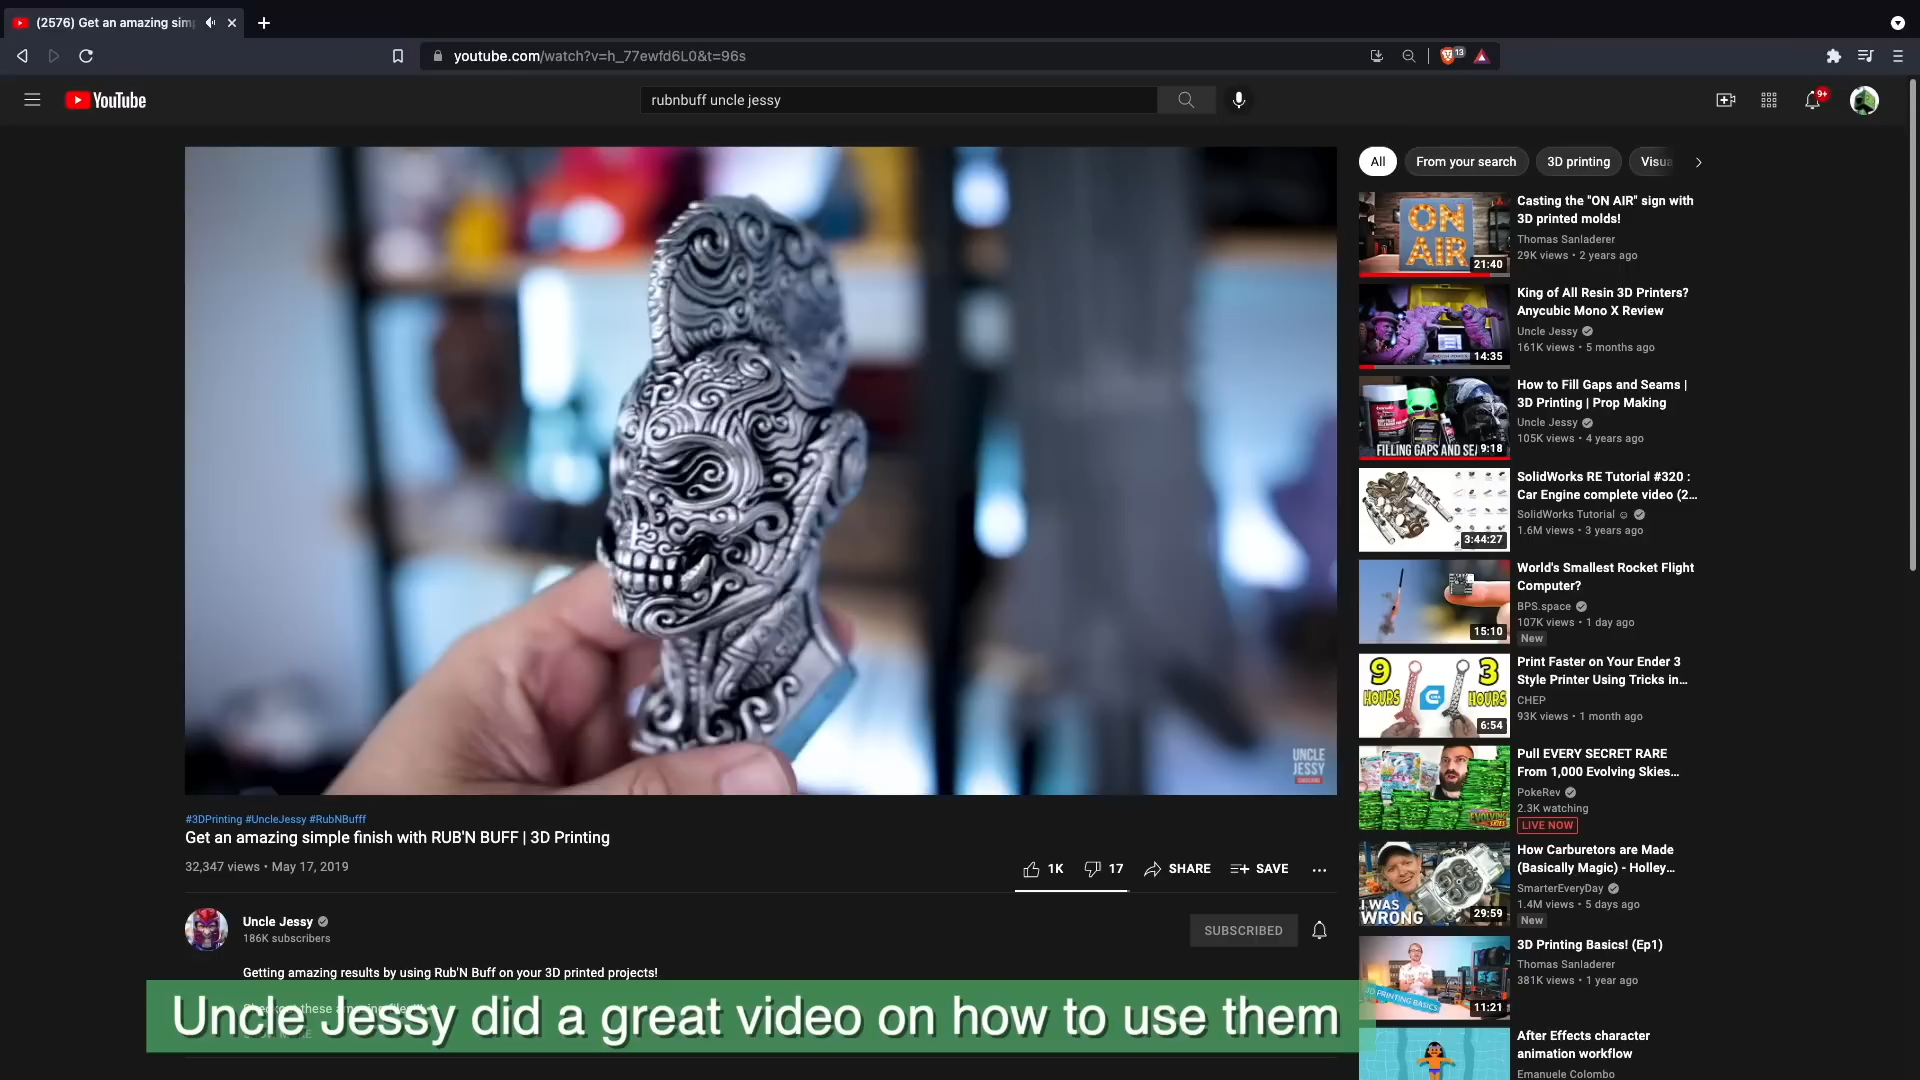 (2576) Get an amazing sim
youtube.com/watch?v=h_77ewfd6L0&t=96s
13
YouTube
rubnbuff uncle jessy
9+
All
From your search
3D printing
Visua
ON AIR
21:40
Casting the "ON AIR" sign with
3D printed molds!
Thomas Sanladerer
29K views • 2 years ago
14:35
King of All Resin 3D Printers?
Anycubic Mono X Review
Uncle Jessy
161K views • 5 months ago
FILLING GAPS AND SEA
9:18
How to Fill Gaps and Seams |
3D Printing | Prop Making
Uncle Jessy
105K views • 4 years ago
3:44:27
SolidWorks RE Tutorial #320 :
Car Engine complete video (2...
SolidWorks Tutorial ☺
1.6M views • 3 years ago
15:10
World's Smallest Rocket Flight
Computer?
BPS.space
107K views • 1 day ago
New
9 HOURS
3 HOURS
6:54
Print Faster on Your Ender 3
Style Printer Using Tricks in...
CHEP
93K views • 1 month ago
EVOLVING SKIES
Pull EVERY SECRET RARE
From 1,000 Evolving Skies...
PokeRev
2.3K watching
LIVE NOW
I WAS
WRONG
29:59
How Carburetors are Made
(Basically Magic) - Holley...
SmarterEveryDay
1.4M views • 5 days ago
New
3D PRINTING BASICS
11:21
3D Printing Basics! (Ep1)
Thomas Sanladerer
381K views • 1 year ago
After Effects character
animation workflow
Emanuele Colombo
UNCLE
JESSY
#3DPrinting #UncleJessy #RubNBufff
Get an amazing simple finish with RUB'N BUFF | 3D Printing
32,347 views • May 17, 2019
1K
17
SHARE
SAVE
Uncle Jessy
186K subscribers
SUBSCRIBED
Getting amazing results by using Rub'N Buff on your 3D printed projects!
Uncle Jessy did a great video on how to use them